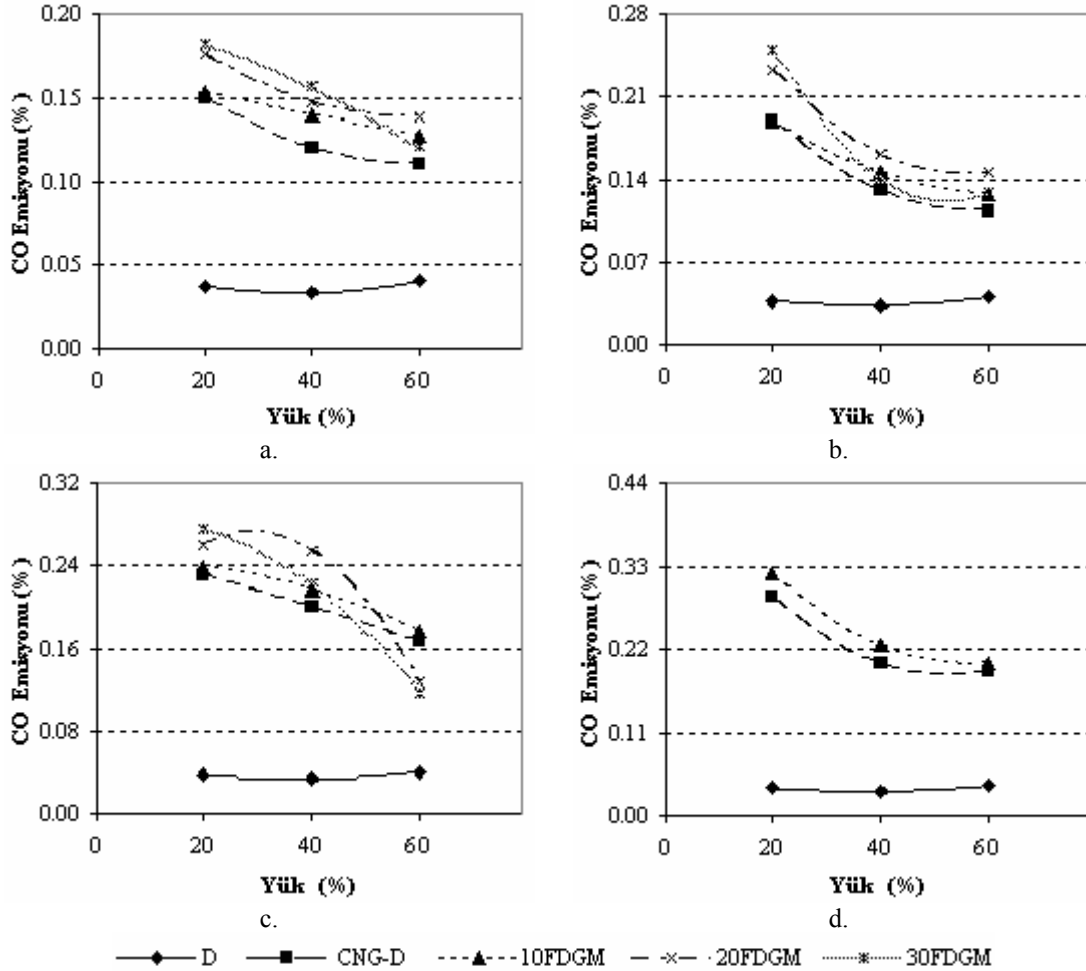 0.20
0.15
0.10
0.05
0.00
CO Emisyonu (%)
0
20
40
60
Yük (%)
a.
0.28
0.21
0.14
0.07
0.00
CO Emisyonu (%)
0
20
40
60
Yük (%)
b.
0.32
0.24
0.16
0.08
0.00
CO Emisyonu (%)
0
20
40
60
Yük (%)
c.
0.44
0.33
0.22
0.11
0.00
CO Emisyonu (%)
0
20
40
60
Yük (%)
d.
D
CNG-D
10FDGM
20FDGM
30FDGM